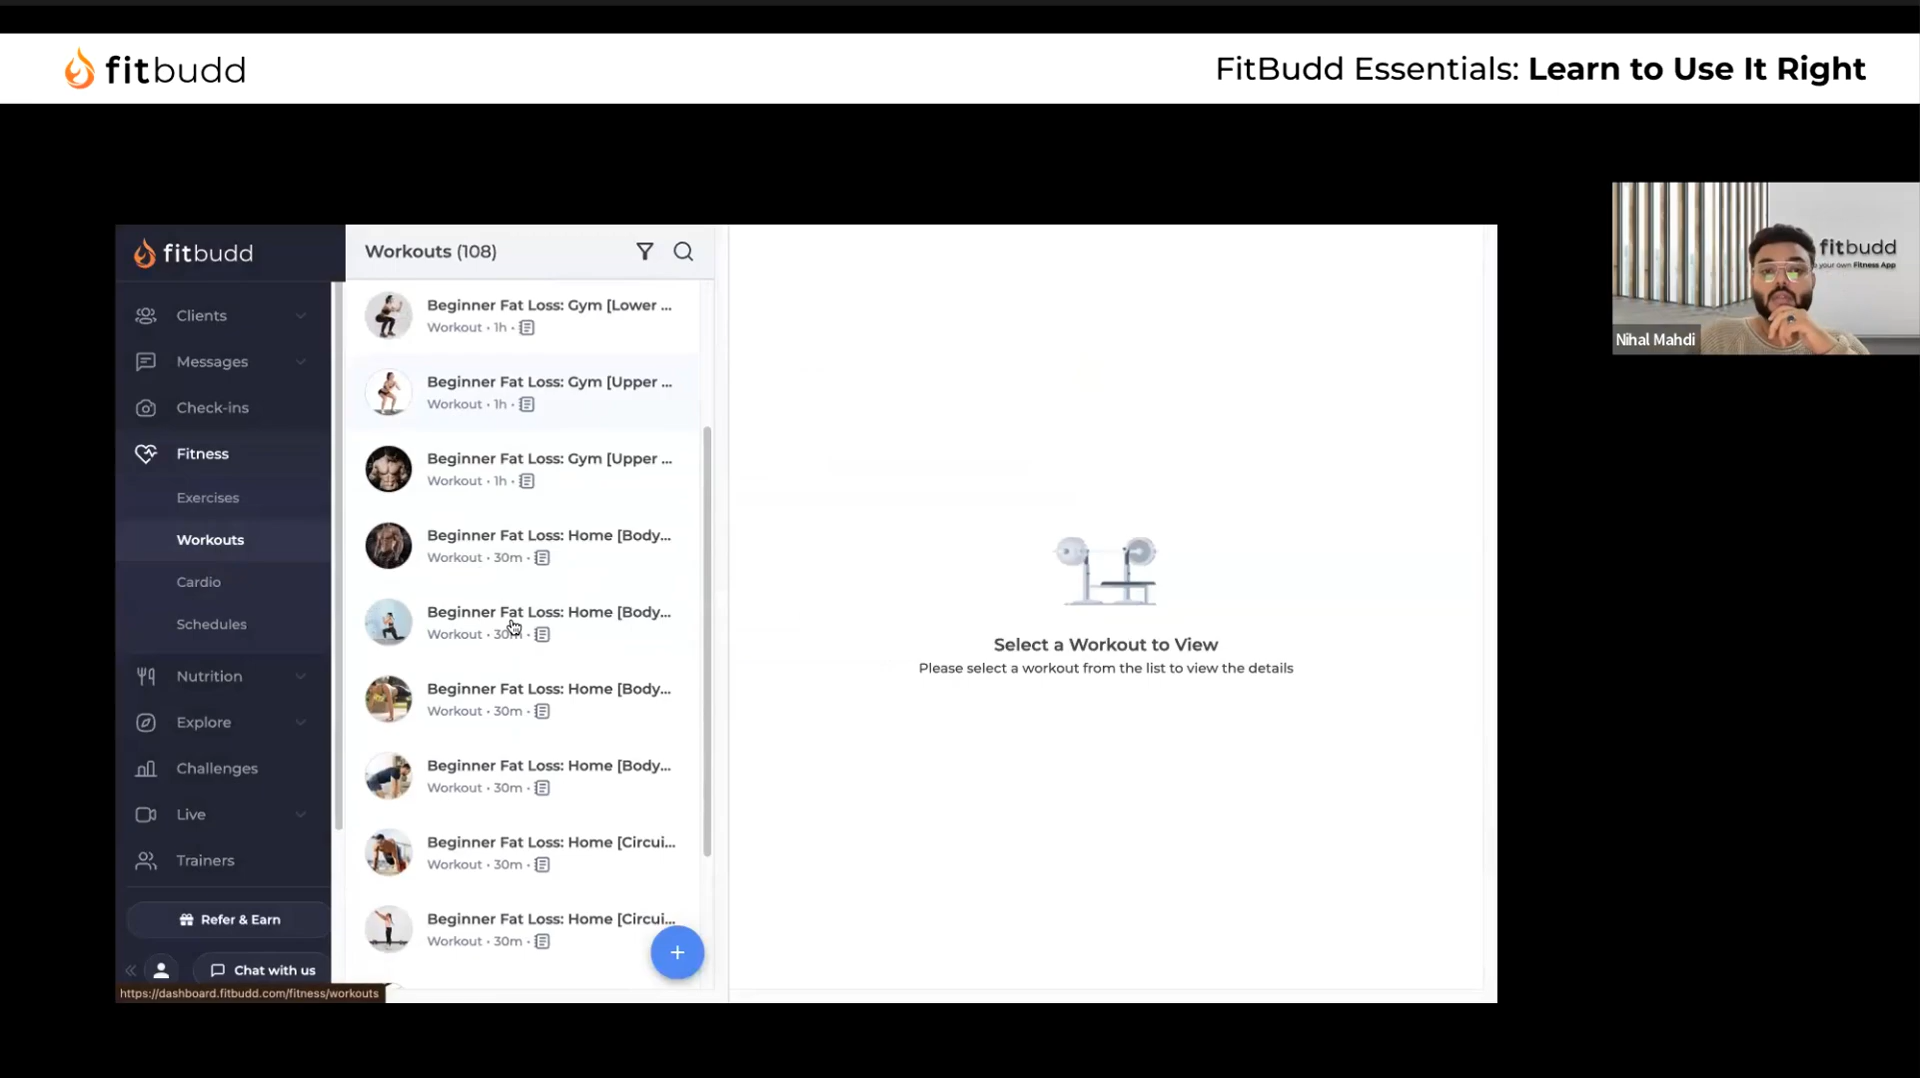 fitbudd
FitBudd Essentials: Learn to Use It Right
fitbudd
Clients
Messages
Check-ins
Fitness
Exercises
Workouts
Cardio
Schedules
Nutrition
Explore
Challenges
Live
Trainers
Refer & Earn
Chat with us
https://dashboard.fitbudd.com/fitness/workouts
Workouts (108)
Beginner Fat Loss: Gym [Lower ...
Workout • 1h •
Beginner Fat Loss: Gym [Upper ...
Workout • 1h •
Beginner Fat Loss: Gym [Upper ...
Workout • 1h •
Beginner Fat Loss: Home [Body...
Workout • 30m •
Beginner Fat Loss: Home [Body...
Workout • 30m •
Beginner Fat Loss: Home [Body...
Workout • 30m •
Beginner Fat Loss: Home [Body...
Workout • 30m •
Beginner Fat Loss: Home [Circui...
Workout • 30m •
Beginner Fat Loss: Home [Circui...
Workout • 30m •
Select a Workout to View
Please select a workout from the list to view the details
fitbudd
your own Fitness App
Nihal Mahdi